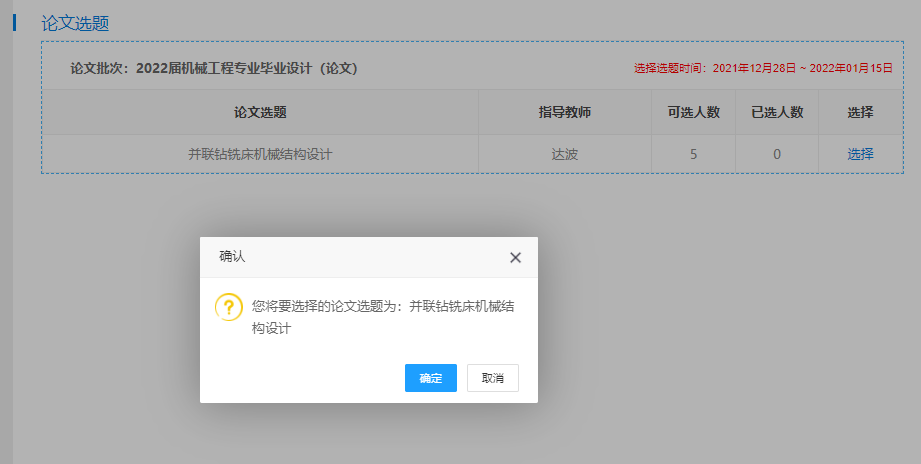 论文选题
论文批次：2022届机械工程专业毕业设计（论文）
选择选题时间：2021年12月28日 ~ 2022年01月15日
论文选题 指导教师 可选人数 已选人数 选择
并联钻铣床机械结构设计 达波 5 0 选择
确认
您将要选择的论文选题为：并联钻铣床机械结
构设计
确定 取消